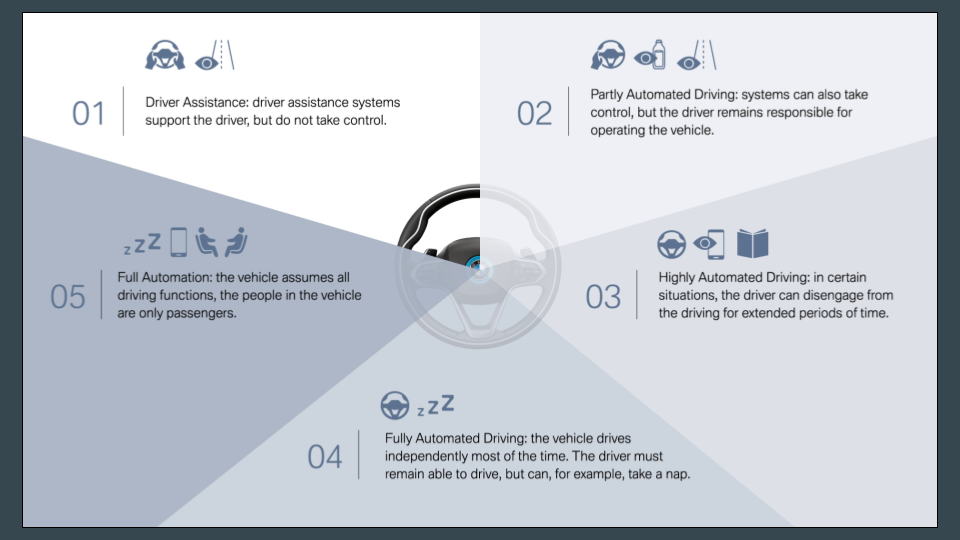 01
Driver Assistance: driver assistance systems
support the driver, but do not take control.
02
Partly Automated Driving: systems can also take
control, but the driver remains responsible for
operating the vehicle.
z z Z
05
Full Automation: the vehicle assumes all
driving functions, the people in the vehicle
are only passengers.
03
Highly Automated Driving: in certain
situations, the driver can disengage from
the driving for extended periods of time.
z z Z
04
Fully Automated Driving: the vehicle drives
independently most of the time. The driver must
remain able to drive, but can, for example, take a nap.